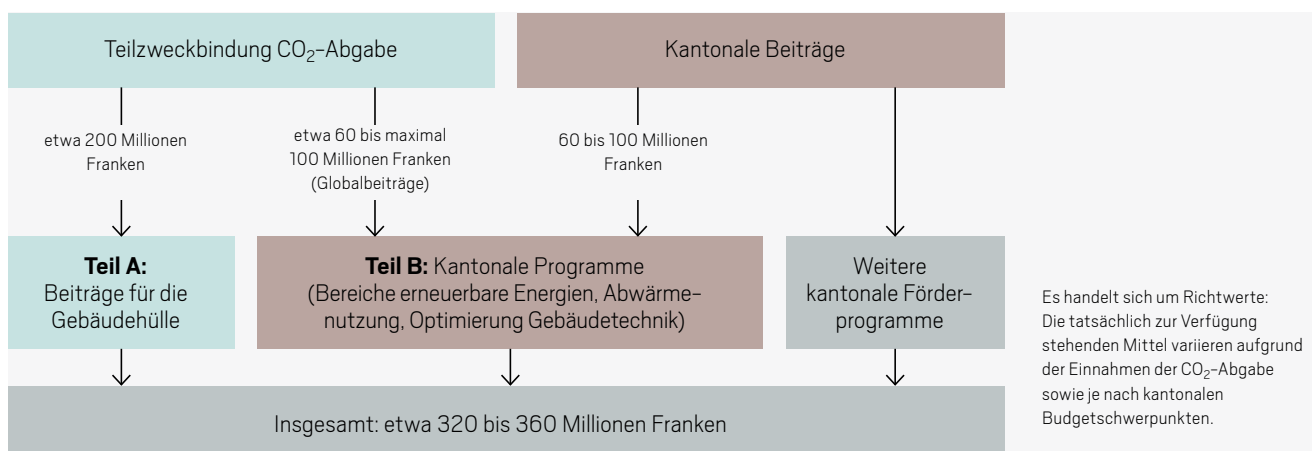 Teilzweckbindung CO₂-Abgabe
Kantonale Beiträge
etwa 200 Millionen
Franken
etwa 60 bis maximal
100 Millionen Franken
(Globalbeiträge)
60 bis 100 Millionen
Franken
Teil A:
Beiträge für die
Gebäudehülle
Teil B: Kantonale Programme
(Bereiche erneuerbare Energien, Abwärme-
nutzung, Optimierung Gebäudetechnik)
Weitere
kantonale Förder-
programme
Es handelt sich um Richtwerte:
Die tatsächlich zur Verfügung
stehenden Mittel variieren aufgrund
der Einnahmen der CO₂-Abgabe
sowie je nach kantonalen
Budgetschwerpunkten.
Insgesamt: etwa 320 bis 360 Millionen Franken